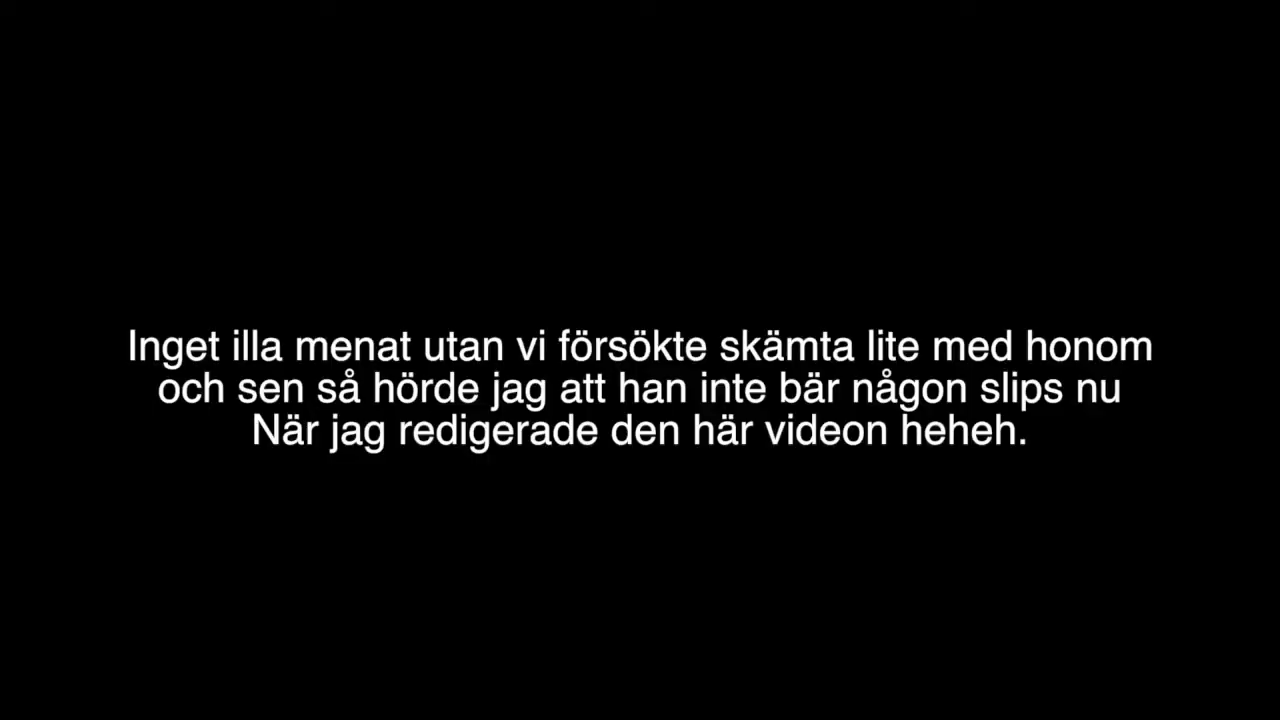 Inget illa menat utan vi försökte skämta lite med honom
och sen så hörde jag att han inte bär någon slips nu
När jag redigerade den här videon heheh.